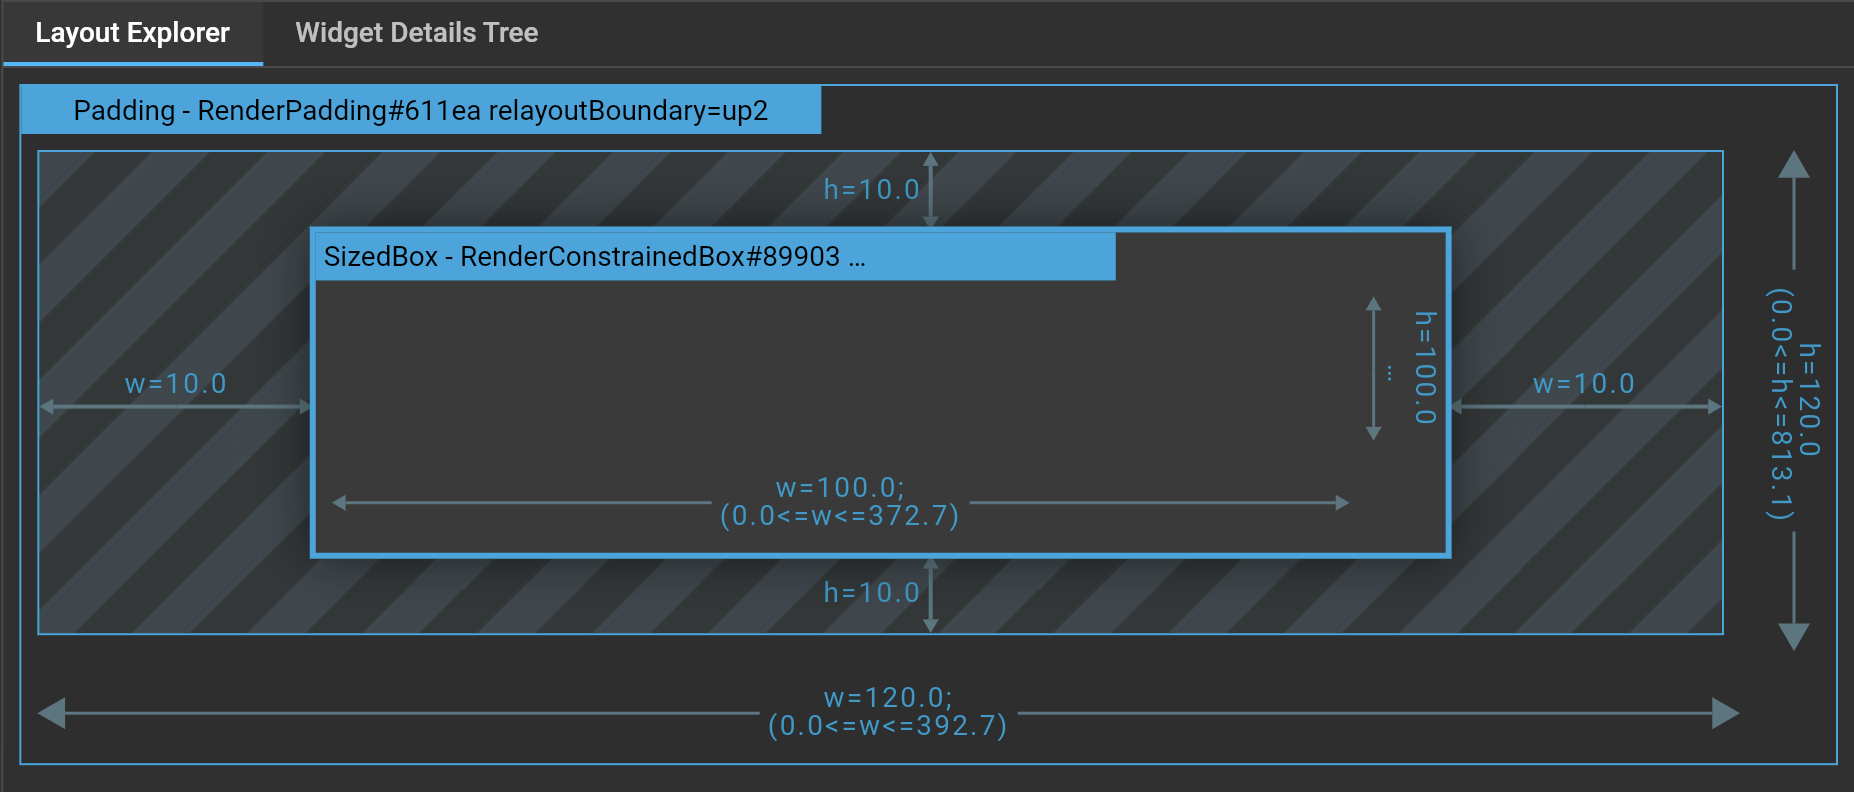 Layout Explorer
Widget Details Tree
Padding - RenderPadding#611ea relayoutBoundary=up2
h=10.0
SizedBox - RenderConstrainedBox#89903 …
h=100.0
…
w=10.0
w=10.0
h=120.0
(0.0<=h<=813.1)
w=100.0;
(0.0<=w<=372.7)
h=10.0
w=120.0;
(0.0<=w<=392.7)